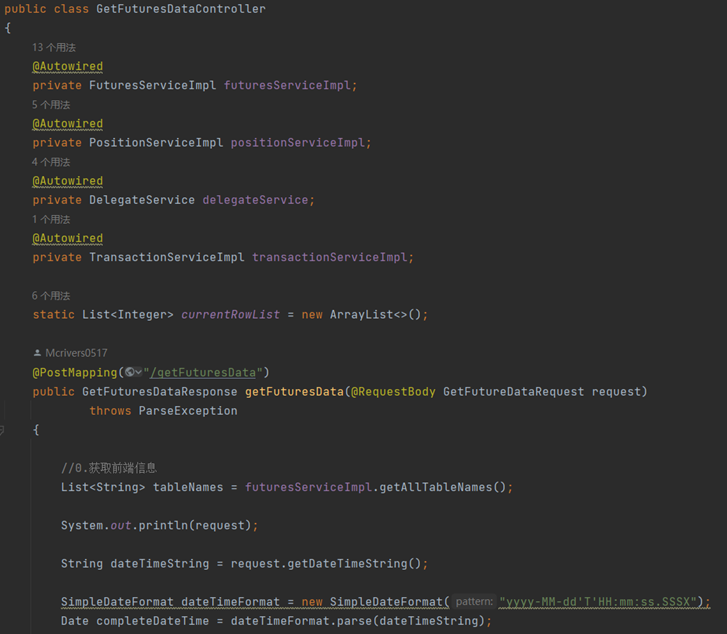 public class GetFuturesDataController
{
13 个用法
@Autowired
private FuturesServiceImpl futuresServiceImpl;
5 个用法
@Autowired
private PositionServiceImpl positionServiceImpl;
4 个用法
@Autowired
private DelegateService delegateService;
1 个用法
@Autowired
private TransactionServiceImpl transactionServiceImpl;
6 个用法
static List<Integer> currentRowList = new ArrayList<>();
Mcrivers0517
@PostMapping("/getFuturesData")
public GetFuturesDataResponse getFuturesData(@RequestBody GetFutureDataRequest request)
throws ParseException
{
//0.获取前端信息
List<String> tableNames = futuresServiceImpl.getAllTableNames();
System.out.println(request);
String dateTimeString = request.getDateTimeString();
SimpleDateFormat dateTimeFormat = new SimpleDateFormat( pattern: "yyyy-MM-dd'T'HH:mm:ss.SSSX");
Date completeDateTime = dateTimeFormat.parse(dateTimeString);